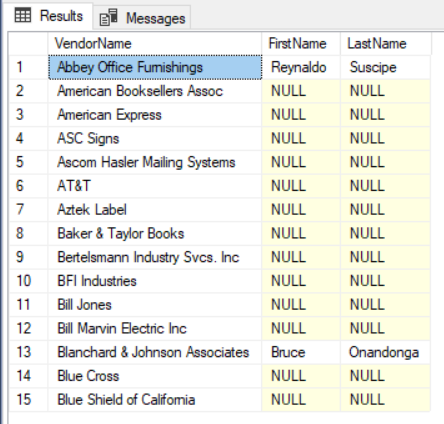 Results Messages
VendorName FirstName LastName
1 Abbey Office Furnishings Reynaldo Suscipe
2 American Booksellers Assoc NULL NULL
3 American Express NULL NULL
4 ASC Signs NULL NULL
5 Ascom Hasler Mailing Systems NULL NULL
6 AT&T NULL NULL
7 Aztek Label NULL NULL
8 Baker & Taylor Books NULL NULL
9 Bertelsmann Industry Svcs. Inc NULL NULL
10 BFI Industries NULL NULL
11 Bill Jones NULL NULL
12 Bill Marvin Electric Inc NULL NULL
13 Blanchard & Johnson Associates Bruce Onandonga
14 Blue Cross NULL NULL
15 Blue Shield of California NULL NULL